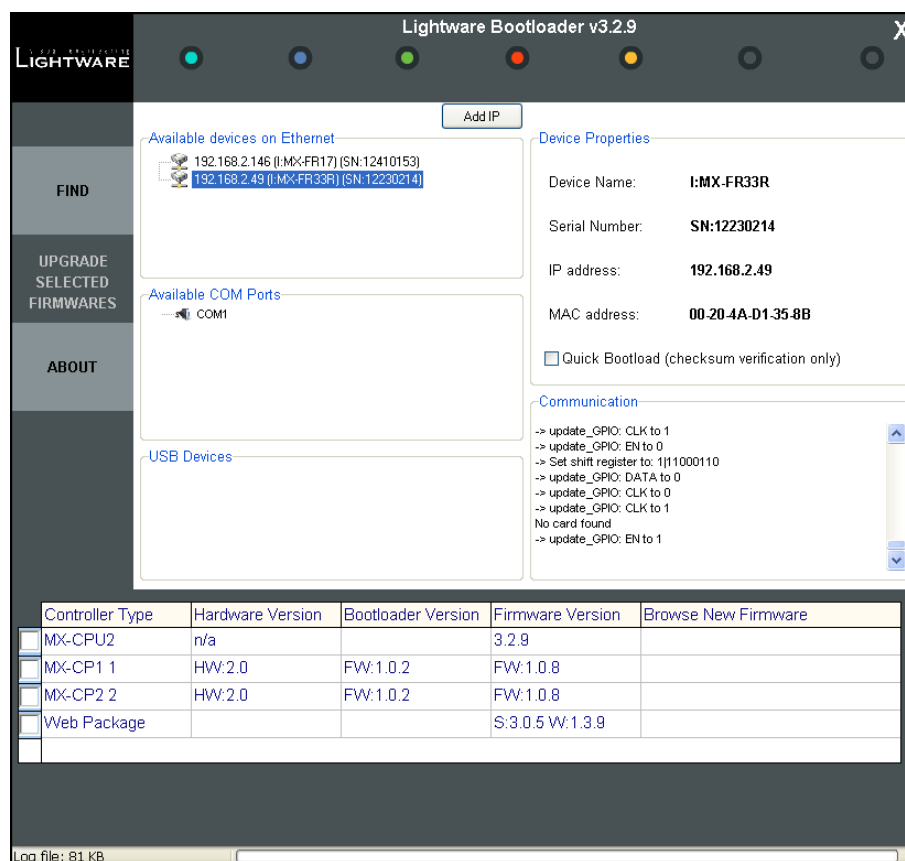 Lightware Bootloader v3.2.9
X
LIGHTWARE
Add IP
FIND
UPGRADE
SELECTED
FIRMWARES
ABOUT
Available devices on Ethernet
192.168.2.146 (I:MX-FR17) (SN:12410153)
192.168.2.49 (I:MX-FR33R) (SN:12230214)
Available COM Ports
COM1
USB Devices
Device Properties
Device Name: I:MX-FR33R
Serial Number: SN:12230214
IP address: 192.168.2.49
MAC address: 00-20-4A-D1-35-8B
Quick Bootload (checksum verification only)
Communication
-> update_GPIO: CLK to 1
-> update_GPIO: EN to 0
-> Set shift register to: 1|11000110
-> update_GPIO: DATA to 0
-> update_GPIO: CLK to 0
-> update_GPIO: CLK to 1
No card found
-> update_GPIO: EN to 1
Controller Type Hardware Version Bootloader Version Firmware Version Browse New Firmware
MX-CPU2 n/a 3.2.9
MX-CP1 1 HW:2.0 FW:1.0.2 FW:1.0.8
MX-CP2 2 HW:2.0 FW:1.0.2 FW:1.0.8
Web Package S:3.0.5 W:1.3.9
Log file: 81 KB